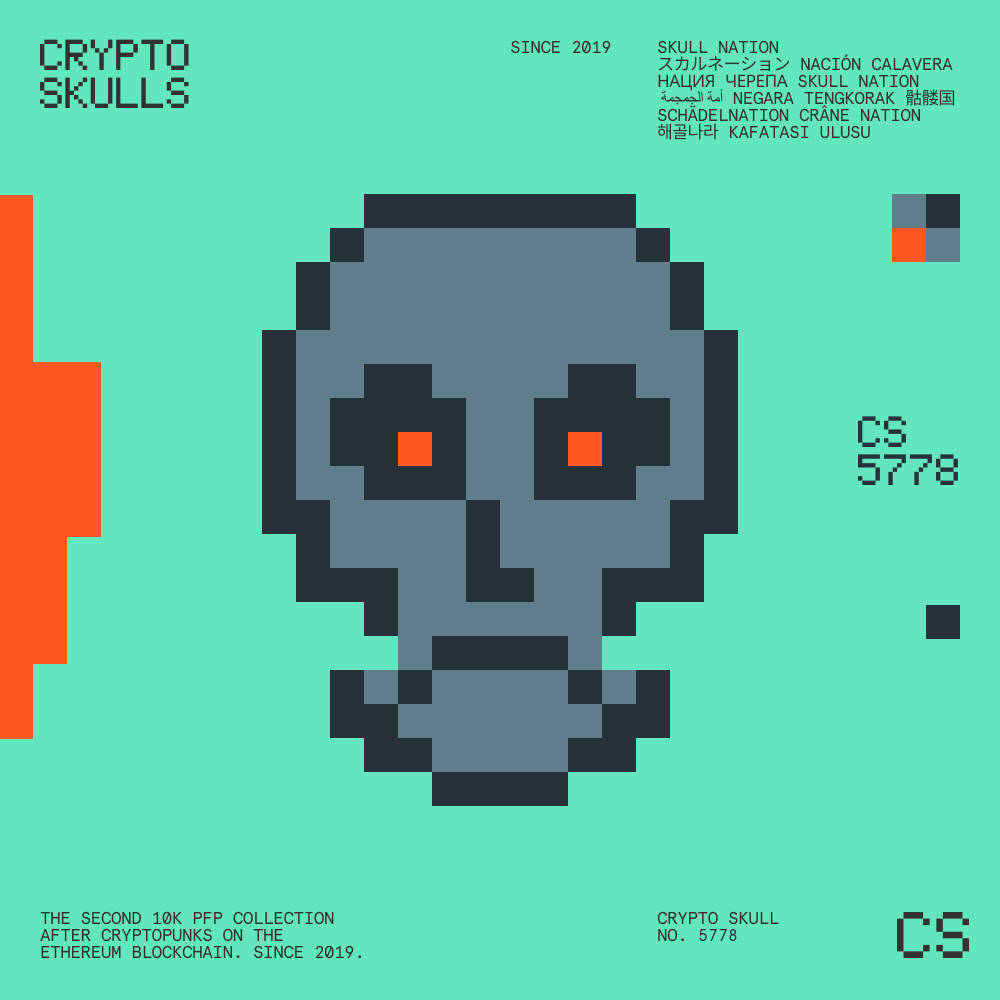 CRYPTO
SKULLS
SINCE 2019
SKULL NATION
スカルネーション NACIÓN CALAVERA
НАЦИЯ ЧЕРЕПА SKULL NATION
أمة الجمجمة NEGARA TENGKORAK 骷髅国
SCHÄDELNATION CRÂNE NATION
해골나라 KAFATASI ULUSU
CS
5778
THE SECOND 10K PFP COLLECTION
AFTER CRYPTOPUNKS ON THE
ETHEREUM BLOCKCHAIN. SINCE 2019.
CRYPTO SKULL
NO. 5778
CS